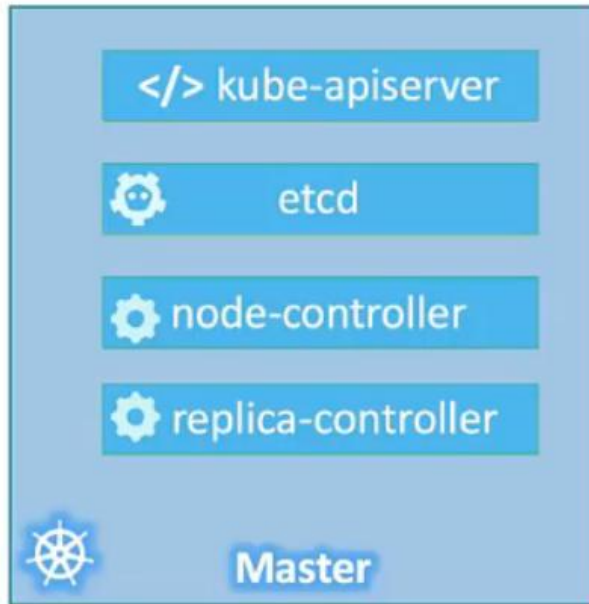 </> kube-apiserver
etcd
node-controller
replica-controller
Master